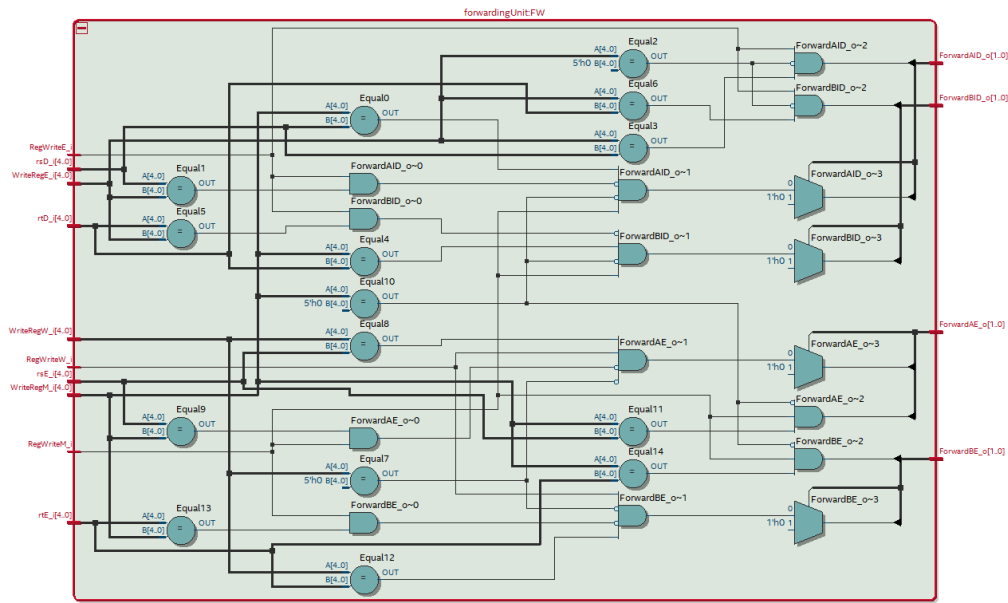 forwardingUnit:FW
Equal2
A[4..0]
OUT
5'h0 B[4..0]
ForwardAID_o~2
ForwardAID_o[1..0]
Equal6
A[4..0]
OUT
B[4..0]
ForwardBID_o~2
ForwardBID_o[1..0]
Equal0
A[4..0]
OUT
B[4..0]
Equal3
A[4..0]
OUT
B[4..0]
RegWriteE_i
rsD_i[4..0]
WriteRegE_i[4..0]
Equal1
A[4..0]
OUT
B[4..0]
ForwardAID_o~0
ForwardAID_o~1
ForwardAID_o~3
0
1'h0 1
rtD_i[4..0]
Equal5
A[4..0]
OUT
B[4..0]
ForwardBID_o~0
ForwardBID_o~1
ForwardBID_o~3
0
1'h0 1
Equal4
A[4..0]
OUT
B[4..0]
Equal10
A[4..0]
OUT
5'h0 B[4..0]
WriteRegW_i[4..0]
Equal8
A[4..0]
OUT
B[4..0]
ForwardAE_o[1..0]
ForwardAE_o~1
ForwardAE_o~3
0
1'h0 1
RegWriteW_i
rsE_i[4..0]
WriteRegM_i[4..0]
Equal9
A[4..0]
OUT
B[4..0]
ForwardAE_o~0
Equal11
A[4..0]
OUT
B[4..0]
ForwardAE_o~2
RegWriteM_i
Equal7
A[4..0]
OUT
5'h0 B[4..0]
Equal14
A[4..0]
OUT
B[4..0]
ForwardBE_o~2
ForwardBE_o[1..0]
rtE_i[4..0]
Equal13
A[4..0]
OUT
B[4..0]
ForwardBE_o~0
ForwardBE_o~1
ForwardBE_o~3
0
1'h0 1
Equal12
A[4..0]
OUT
B[4..0]